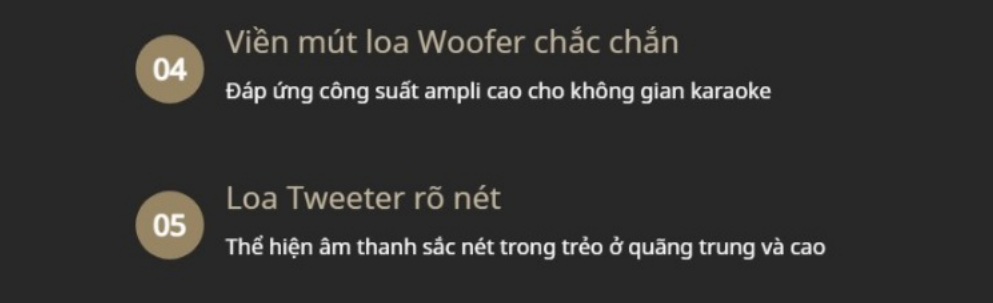 04
Viền mút loa Woofer chắc chắn
Đáp ứng công suất ampli cao cho không gian karaoke
05
Loa Tweeter rõ nét
Thể hiện âm thanh sắc nét trong trẻo ở quãng trung và cao